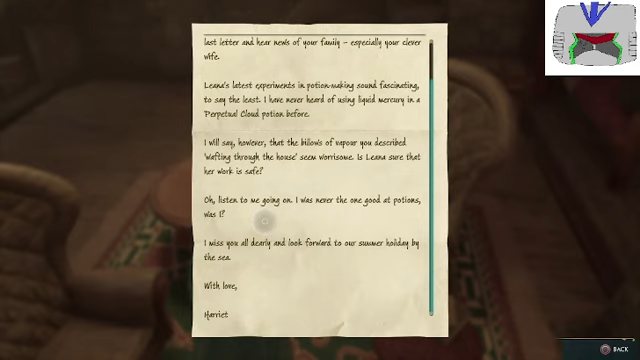 last letter and hear news of your family – especially your clever
wife.
Leana's latest experiments in potion-making sound fascinating,
to say the least. I have never heard of using liquid mercury in a
'Perpetual Cloud potion before.
I will say, however, that the billows of vapour you described
'wafting through the house' seem worrisome. Is Leana sure that
her work is safe?
Oh, listen to me going on. I was never the one good at potions,
was I?
I miss you all dearly and look forward to our summer holiday by
the sea.
With love,
Harriet
BACK